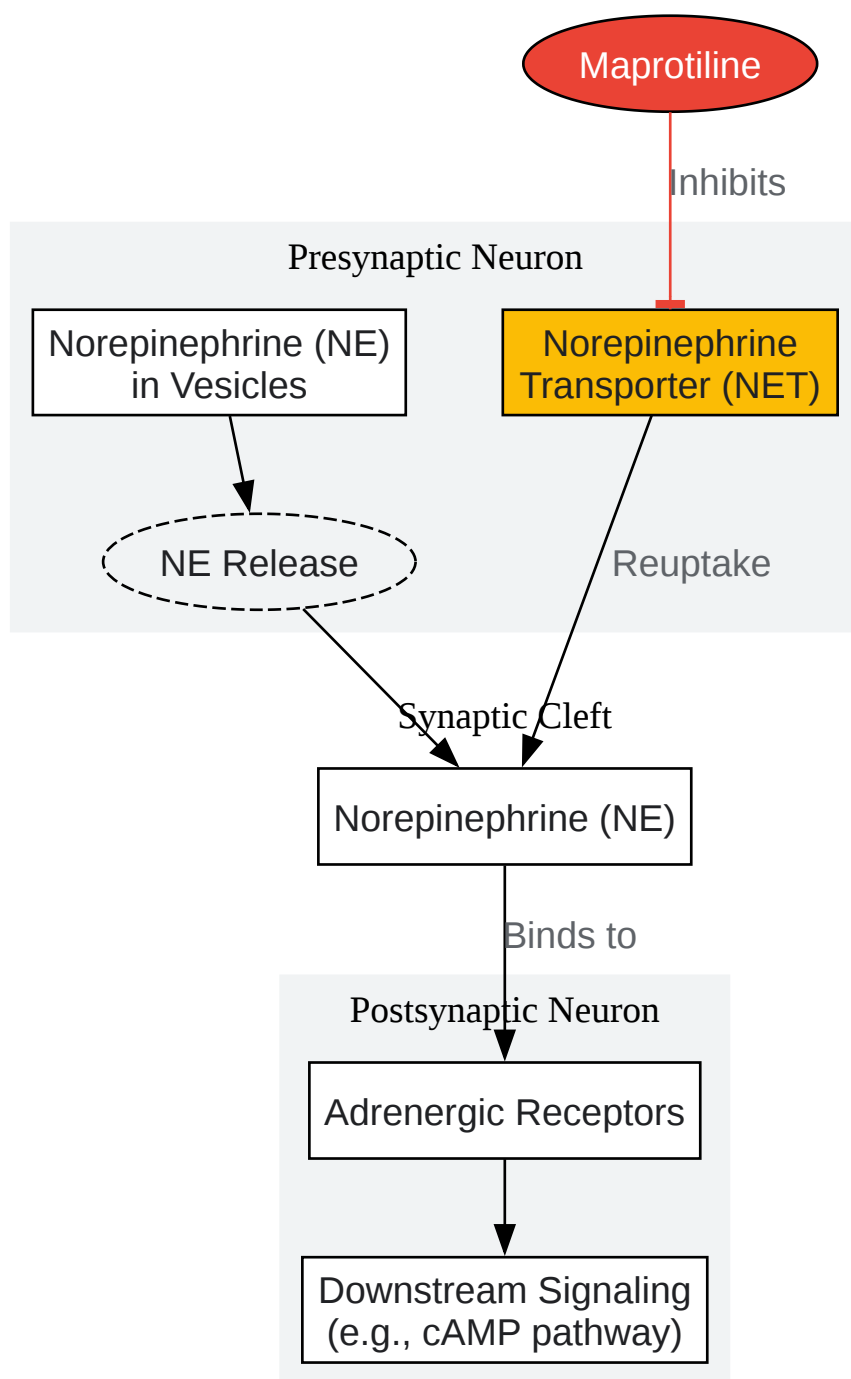 Maprotiline
Inhibits
Presynaptic Neuron
Norepinephrine (NE)
in Vesicles
Norepinephrine
Transporter (NET)
NE Release
Reuptake
Synaptic Cleft
Norepinephrine (NE)
Binds to
Postsynaptic Neuron
Adrenergic Receptors
Downstream Signaling
(e.g., cAMP pathway)